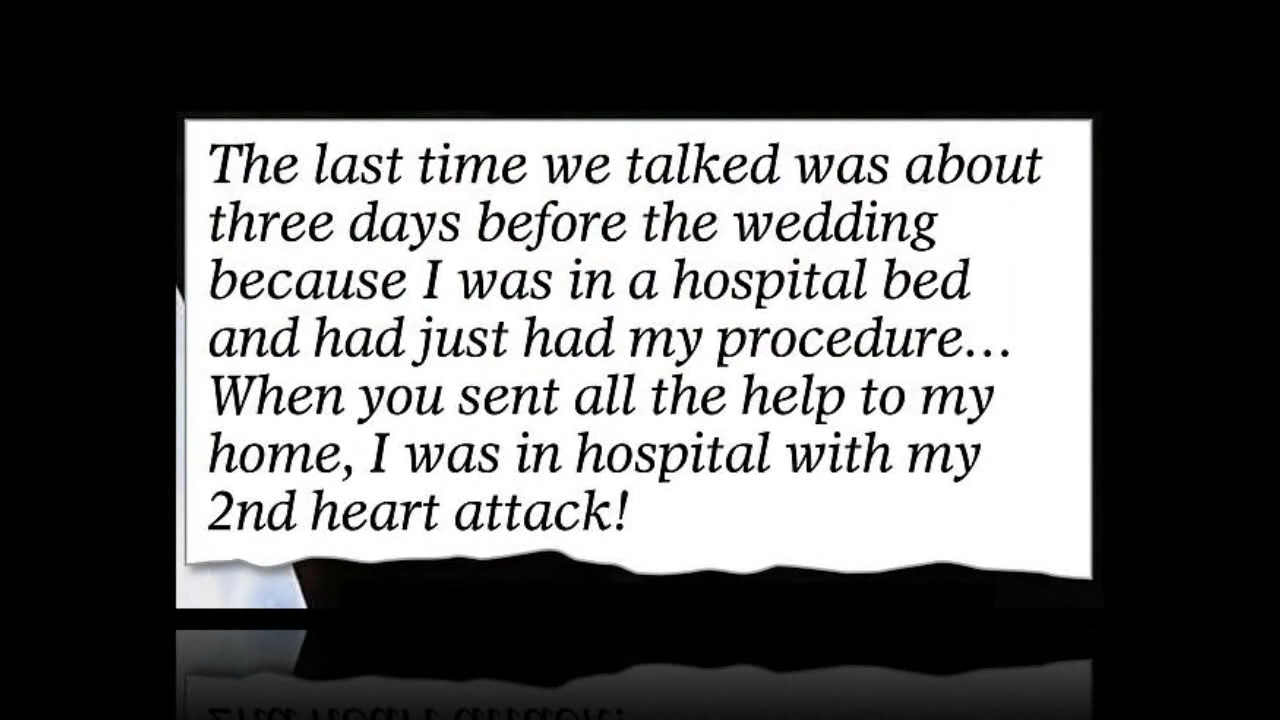 The last time we talked was about
three days before the wedding
because I was in a hospital bed
and had just had my procedure...
When you sent all the help to my
home, I was in hospital with my
2nd heart attack!